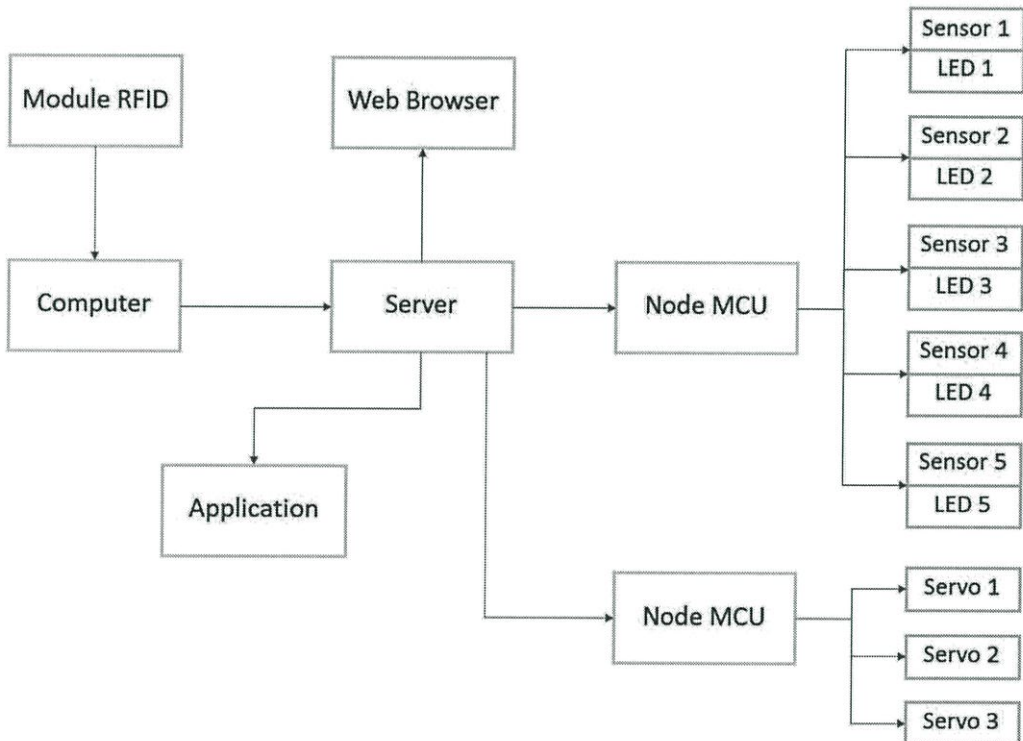 Module RFID
Web Browser
Sensor 1
LED 1
Sensor 2
LED 2
Sensor 3
LED 3
Computer
Server
Node MCU
Sensor 4
LED 4
Sensor 5
LED 5
Application
Node MCU
Servo 1
Servo 2
Servo 3